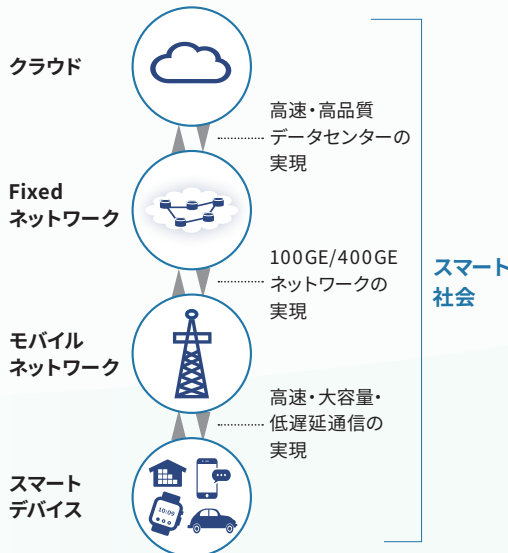 クラウド
高速・高品質
データセンターの
実現
Fixed
ネットワーク
100GE/400GE
ネットワークの
実現
スマート
社会
モバイル
ネットワーク
高速・大容量・
低遅延通信の
実現
スマート
デバイス
10:09